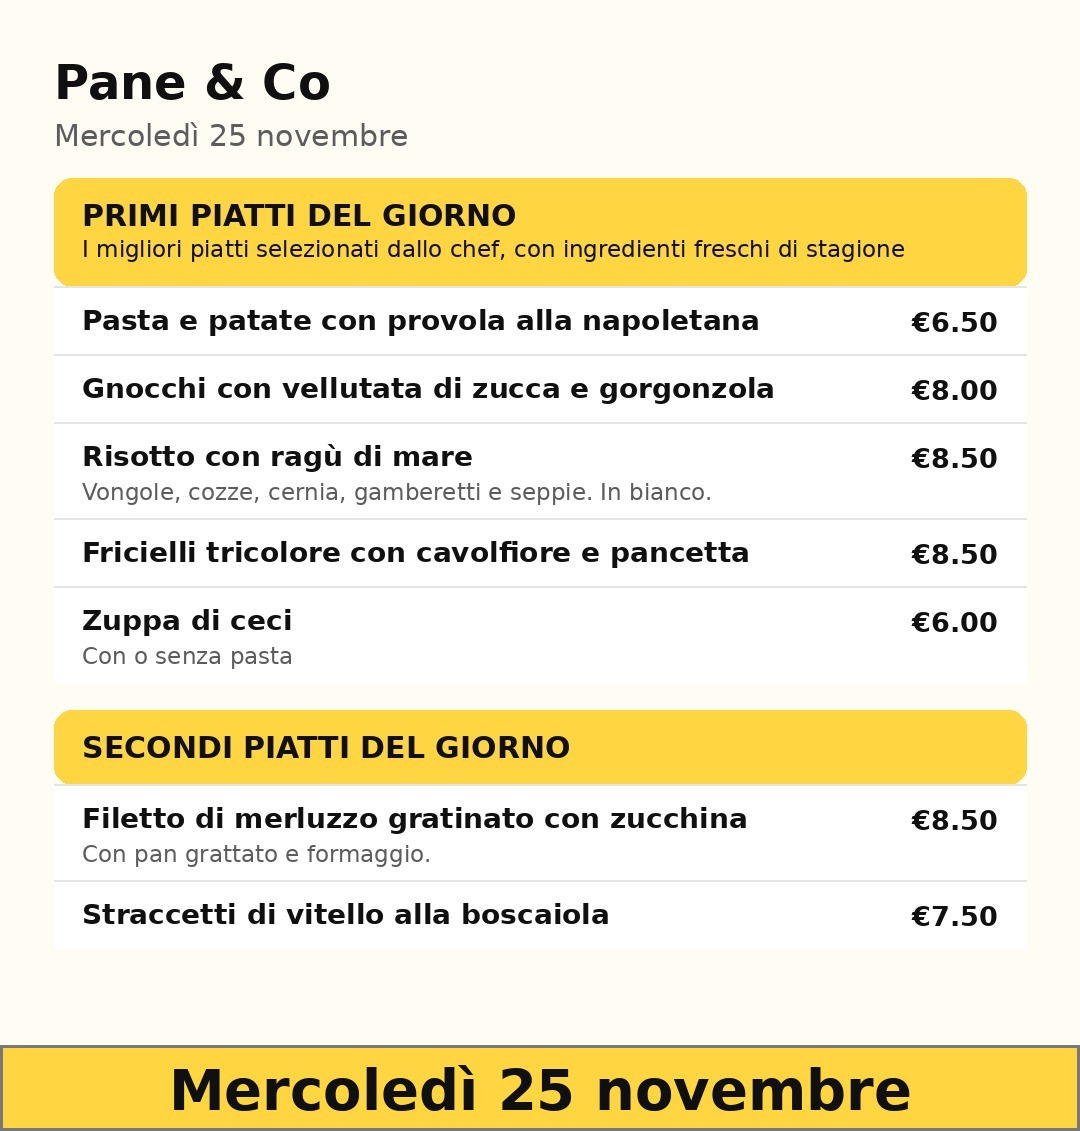 Pane & Co
Mercoledì 25 novembre
PRIMI PIATTI DEL GIORNO
I migliori piatti selezionati dallo chef, con ingredienti freschi di stagione
Pasta e patate con provola alla napoletana €6.50
Gnocchi con vellutata di zucca e gorgonzola €8.00
Risotto con ragù di mare €8.50
Vongole, cozze, cernia, gamberetti e seppie. In bianco.
Fricielli tricolore con cavolfiore e pancetta €8.50
Zuppa di ceci €6.00
Con o senza pasta
SECONDI PIATTI DEL GIORNO
Filetto di merluzzo gratinato con zucchina €8.50
Con pan grattato e formaggio.
Straccetti di vitello alla boscaiola €7.50
Mercoledì 25 novembre